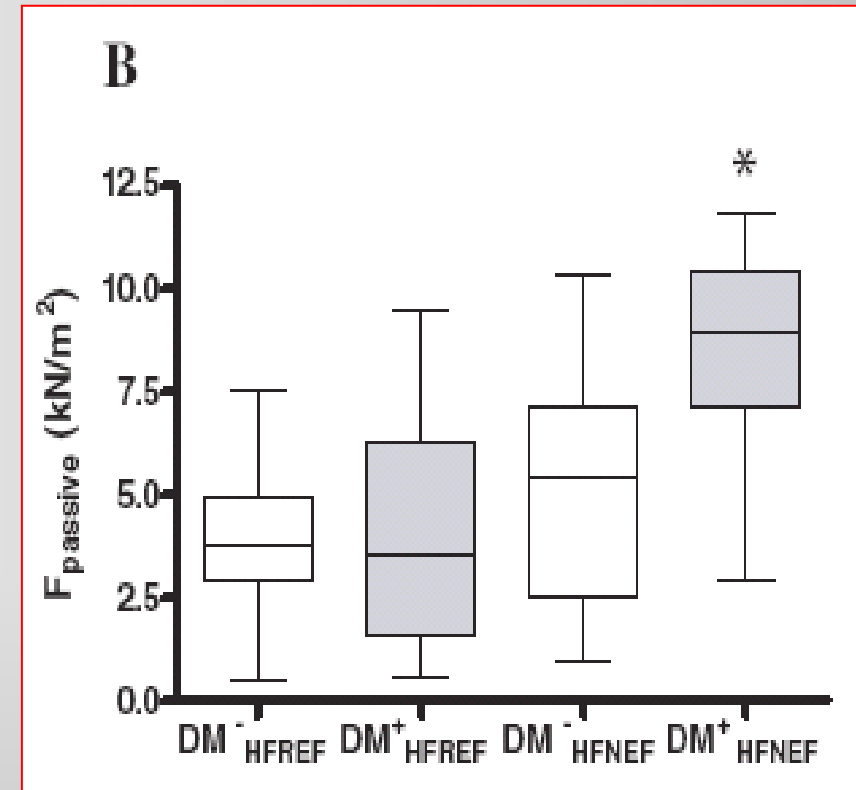 B
*
12.5
10.0
7.5
5.0
2.5
0.0
F passive (kN/m²)
DM⁻ HFREF DM⁺ HFREF DM⁻ HFNEF DM⁺ HFNEF